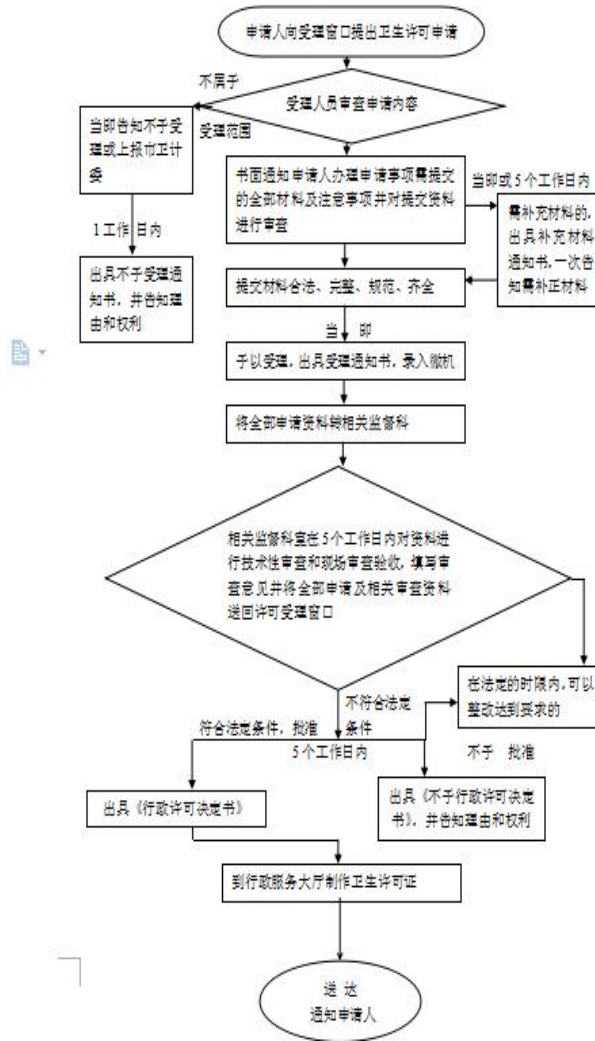 申请人向受理窗口提出卫生许可申请
不属于
受理范围
受理人员审查申请内容
当即告知不予受
理或上报市卫计
委
1工作日内
出具不予受理通
知书，并告知理
由和权利
书面通知申请人办理申请事项需提交
的全部材料及注意事项并对提交资料
进行审查
当即或5个工作日内
需补充材料的，
出具补充材料
通知书，一次告
知需补正材料
提交材料合法、完整、规范、齐全
当 即
予以受理，出具受理通知书，录入微机
将全部申请资料转相关监督科
相关监督科室在5个工作日内对资料进
行技术性审查和现场审查验收，填写审
查意见并将全部申请及相关审查资料
送回许可受理窗口
在法定的时限内，可以
整改达到要求的
不符合法定
条件
符合法定条件，批准
5个工作日内
不予 批准
出具《行政许可决定书》
出具《不予行政许可决定
书》，并告知理由和权利
到行政服务大厅制作卫生许可证
送 达
通知申请人